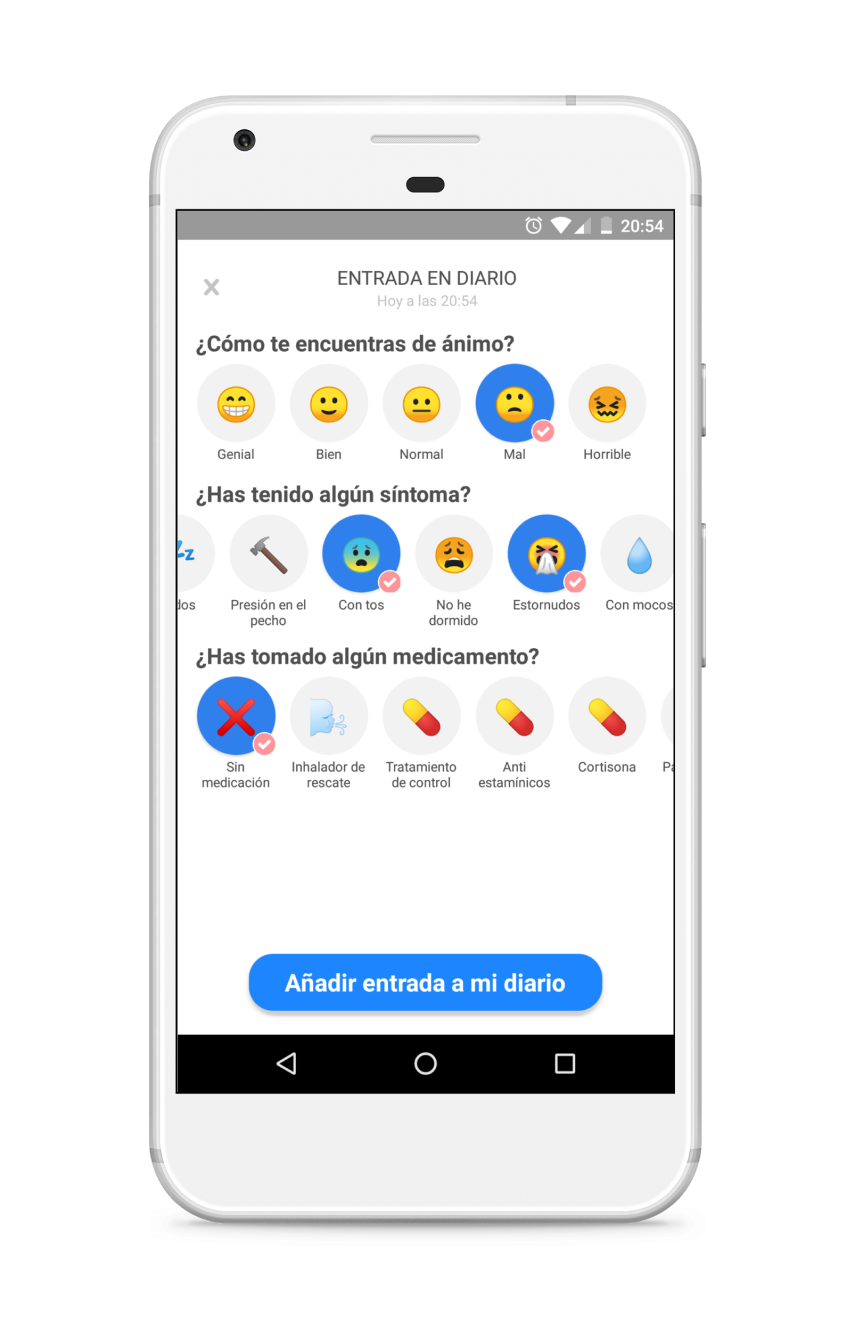 20:54
ENTRADA EN DIARIO
Hoy a las 20:54
¿Cómo te encuentras de ánimo?
Genial Bien Normal Mal Horrible
¿Has tenido algún síntoma?
Presión en el Con tos No he Estornudos Con mocos
pecho dormido
¿Has tomado algún medicamento?
Sin Inhalador de Tratamiento Anti Cortisona
medicación rescate de control estamínicos
Añadir entrada a mi diario